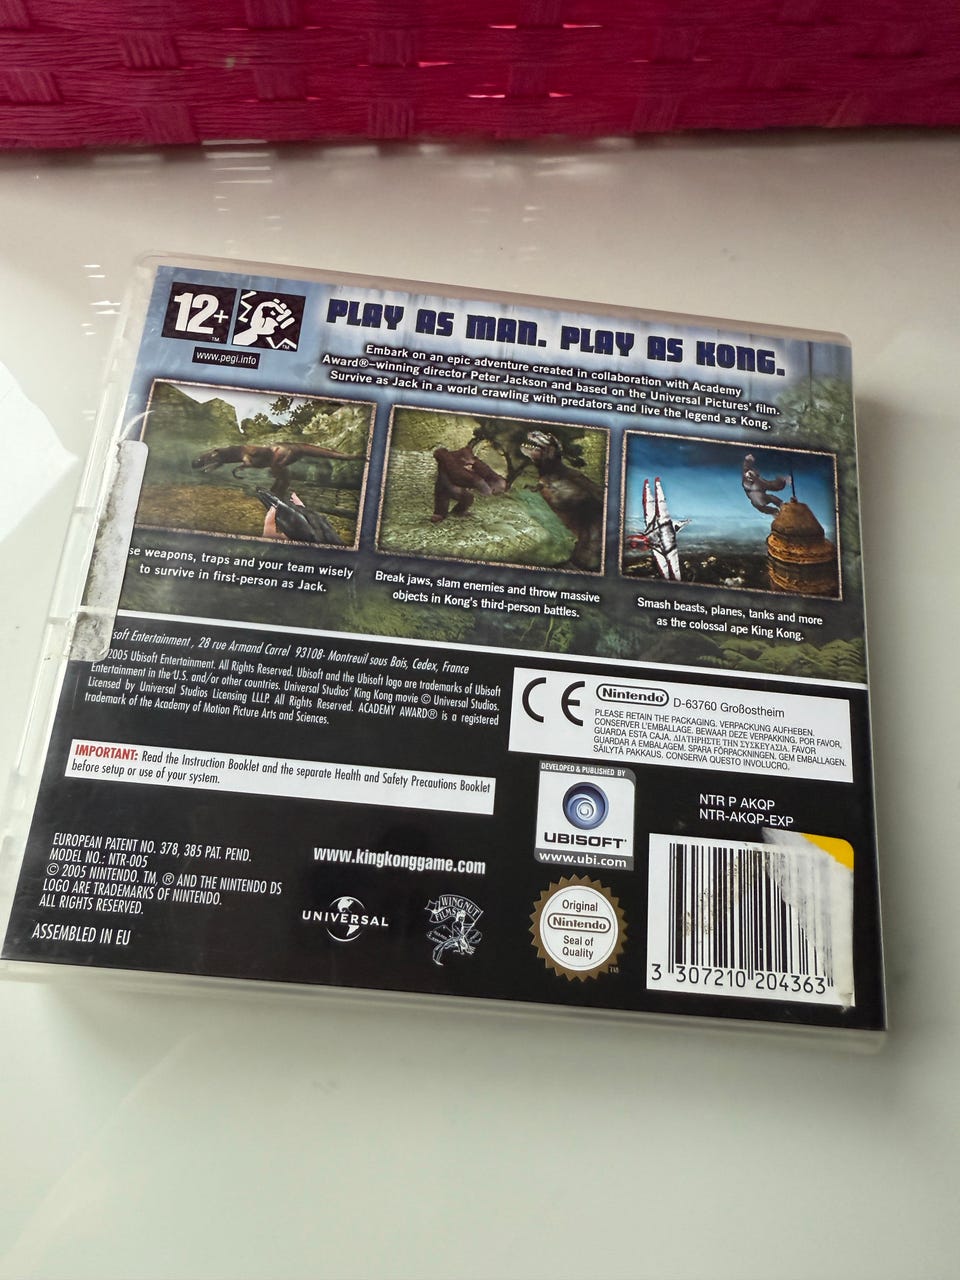 12+
TM
TM
www.pegi.info
PLAY AS MAN. PLAY AS KONG.
Embark on an epic adventure created in collaboration with Academy
Award®–winning director Peter Jackson and based on the Universal Pictures' film.
Survive as Jack in a world crawling with predators and live the legend as Kong.
se weapons, traps and your team wisely
to survive in first-person as Jack.
Break jaws, slam enemies and throw massive
objects in Kong's third-person battles.
Smash beasts, planes, tanks and more
as the colossal ape King Kong.
soft Entertainment, 28 rue Armand Carrel 93108- Montreuil sous Bois, Cedex, France
2005 Ubisoft Entertainment. All Rights Reserved. Ubisoft and the Ubisoft logo are trademarks of Ubisoft
Entertainment in the U.S. and/or other countries. Universal Studios' King Kong movie © Universal Studios.
Licensed by Universal Studios Licensing LLLP. All Rights Reserved. ACADEMY AWARD® is a registered
trademark of the Academy of Motion Picture Arts and Sciences.
CE
Nintendo
D-63760 Großostheim
PLEASE RETAIN THE PACKAGING. VERPACKUNG AUFHEBEN.
CONSERVER L'EMBALLAGE. BEWAAR DEZE VERPAKKING. POR FAVOR,
GUARDA ESTA CAJA. ΔΙΑΤΗΡΗΣΤΕ ΤΗΝ ΣΥΣΚΕΥΑΣΙΑ. FAVOR
GUARDAR A EMBALAGEM. SPARA FÖRPACKNINGEN. GEM EMBALLAGEN.
SÄILYTÄ PAKKAUS. CONSERVA QUESTO INVOLUCRO.
IMPORTANT: Read the Instruction Booklet and the separate Health and Safety Precautions Booklet
before setup or use of your system.
DEVELOPED & PUBLISHED BY
UBISOFT
www.ubi.com
NTR P AKQP
NTR-AKQP-EXP
EUROPEAN PATENT NO. 378, 385 PAT. PEND.
MODEL NO.: NTR-005
© 2005 NINTENDO. TM, ® AND THE NINTENDO DS
LOGO ARE TRADEMARKS OF NINTENDO.
ALL RIGHTS RESERVED.
ASSEMBLED IN EU
www.kingkonggame.com
UNIVERSAL
WINGNUT
FILMS
Original
Nintendo
Seal of
Quality
TM
3 307210 204363